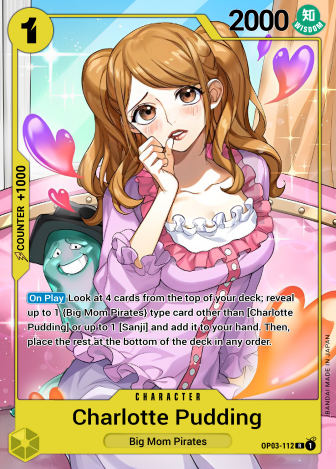 1
2000
知
WISDOM
COUNTER +1000
On Play Look at 4 cards from the top of your deck; reveal
up to 1 {Big Mom Pirates} type card other than [Charlotte
Pudding] or up to 1 [Sanji] and add it to your hand. Then,
place the rest at the bottom of the deck in any order.
BANDAI MADE IN JAPAN
CHARACTER
Charlotte Pudding
Big Mom Pirates
OP03-112 R 1